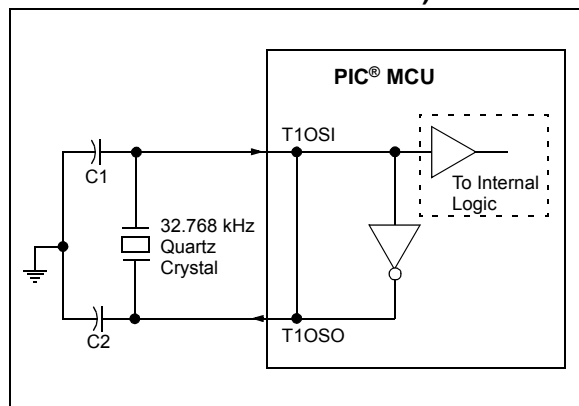 PIC® MCU
T1OSI
C1
To Internal
Logic
32.768 kHz
Quartz
Crystal
C2
T1OSO